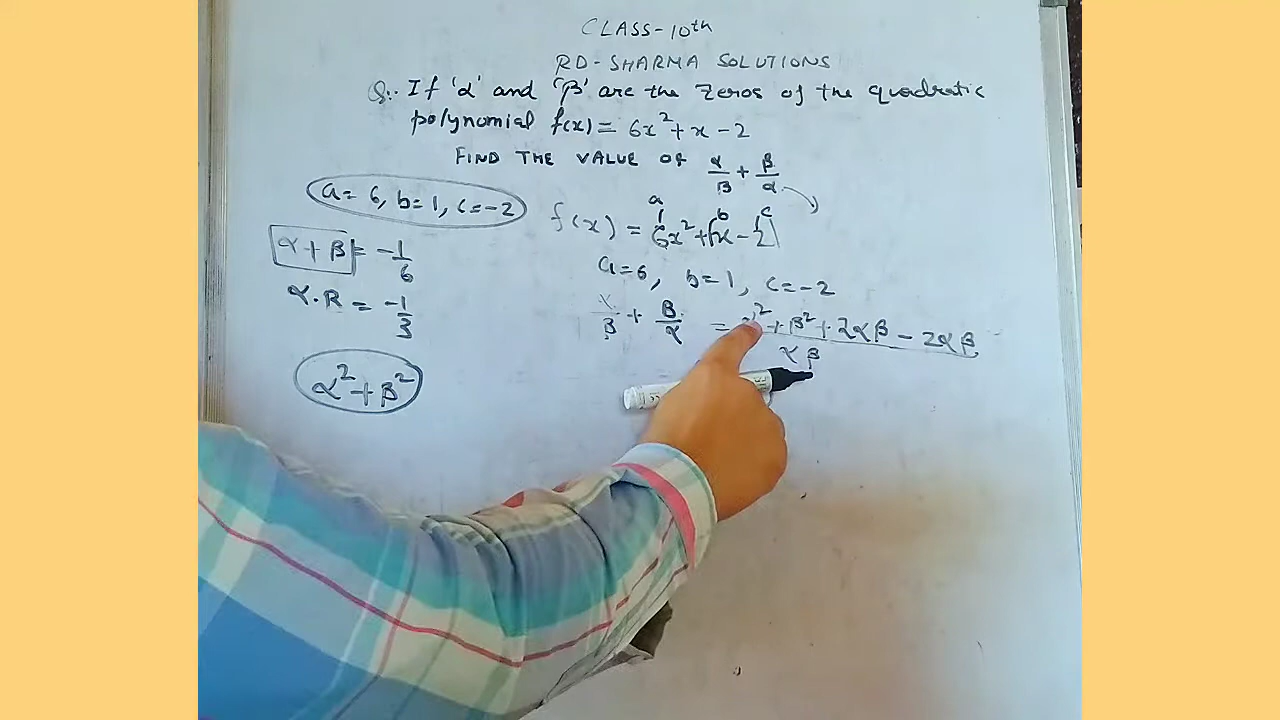 CLASS-10th
RD-SHARMA SOLUTIONS
Q:. If 'α' and 'β' are the zeros of the quadratic
polynomial f(x) = 6x² + x - 2
FIND THE VALUE OF α/β + β/α
a = 6, b = 1, c = -2
a b c
f(x) = 6x² + 1x - 2
α + β = -1/6
a = 6, b = 1, c = -2
α.β = -1/3
α/β + β/α = α² + β² + 2αβ - 2αβ / αβ
α² + β²